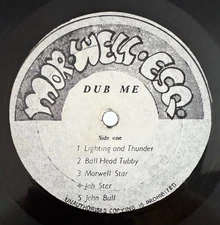 MOR-WELL-ESQ.
DUB ME
Side one
1 Lighting and Thunder
2 Ball Head Tubby
3 Morwell Star
4 Jah Star
5 John Bull
UNAUTHORISED COPYING IS PROHIBITED